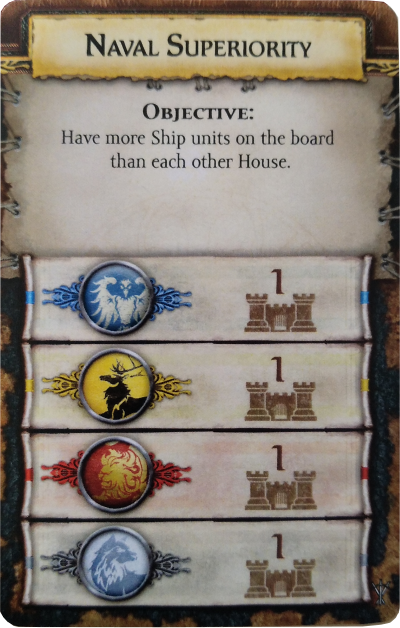 Naval Superiority
Objective:
Have more Ship units on the board
than each other House.
1
1
1
1